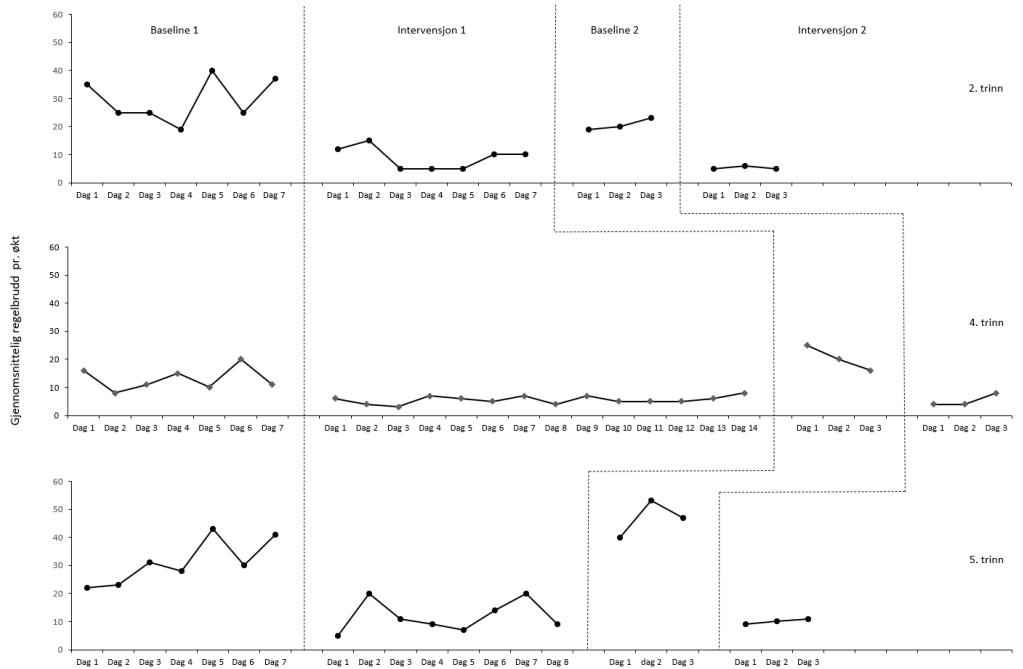 Gjennomsnittelig regelbrudd pr. økt
Baseline 1 Intervensjon 1 Baseline 2 Intervensjon 2
2. trinn
60
50
40
30
20
10
0
Dag 1 Dag 2 Dag 3 Dag 4 Dag 5 Dag 6 Dag 7 Dag 1 Dag 2 Dag 3 Dag 4 Dag 5 Dag 6 Dag 7 Dag 1 Dag 2 Dag 3 Dag 1 Dag 2 Dag 3
4. trinn
60
50
40
30
20
10
0
Dag 1 Dag 2 Dag 3 Dag 4 Dag 5 Dag 6 Dag 7 Dag 1 Dag 2 Dag 3 Dag 4 Dag 5 Dag 6 Dag 7 Dag 8 Dag 9 Dag 10 Dag 11 Dag 12 Dag 13 Dag 14 Dag 1 Dag 2 Dag 3 Dag 1 Dag 2 Dag 3
5. trinn
60
50
40
30
20
10
0
Dag 1 Dag 2 Dag 3 Dag 4 Dag 5 Dag 6 Dag 7 Dag 1 Dag 2 Dag 3 Dag 4 Dag 5 Dag 6 Dag 7 Dag 8 Dag 1 dag 2 Dag 3 Dag 1 Dag 2 Dag 3